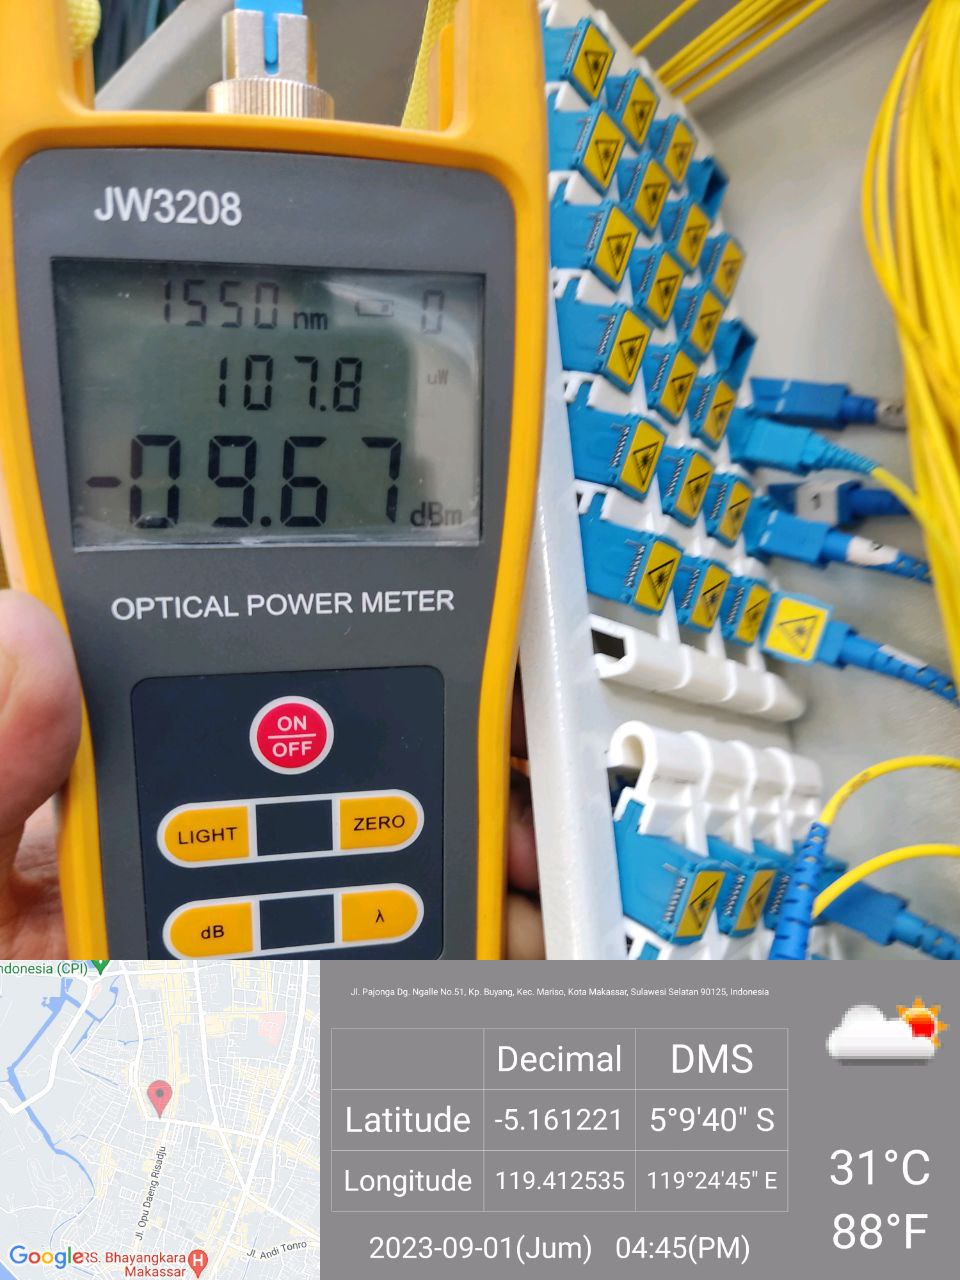 JW3208
1550 nm 0
107.8 uW
-09.67 dBm
OPTICAL POWER METER
ON
OFF
LIGHT
ZERO
dB
λ
ndonesia (CPI)
Jl. Opu Daeng Risadju
Jl. Andi Tonro
RS. Bhayangkara
Makassar
H
Google
Jl. Pajonga Dg. Ngalle No.51, Kp. Buyang, Kec. Mariso, Kota Makassar, Sulawesi Selatan 90125, Indonesia
Decimal DMS
Latitude -5.161221 5°9'40" S
Longitude 119.412535 119°24'45" E
2023-09-01(Jum) 04:45(PM)
31°C
88°F